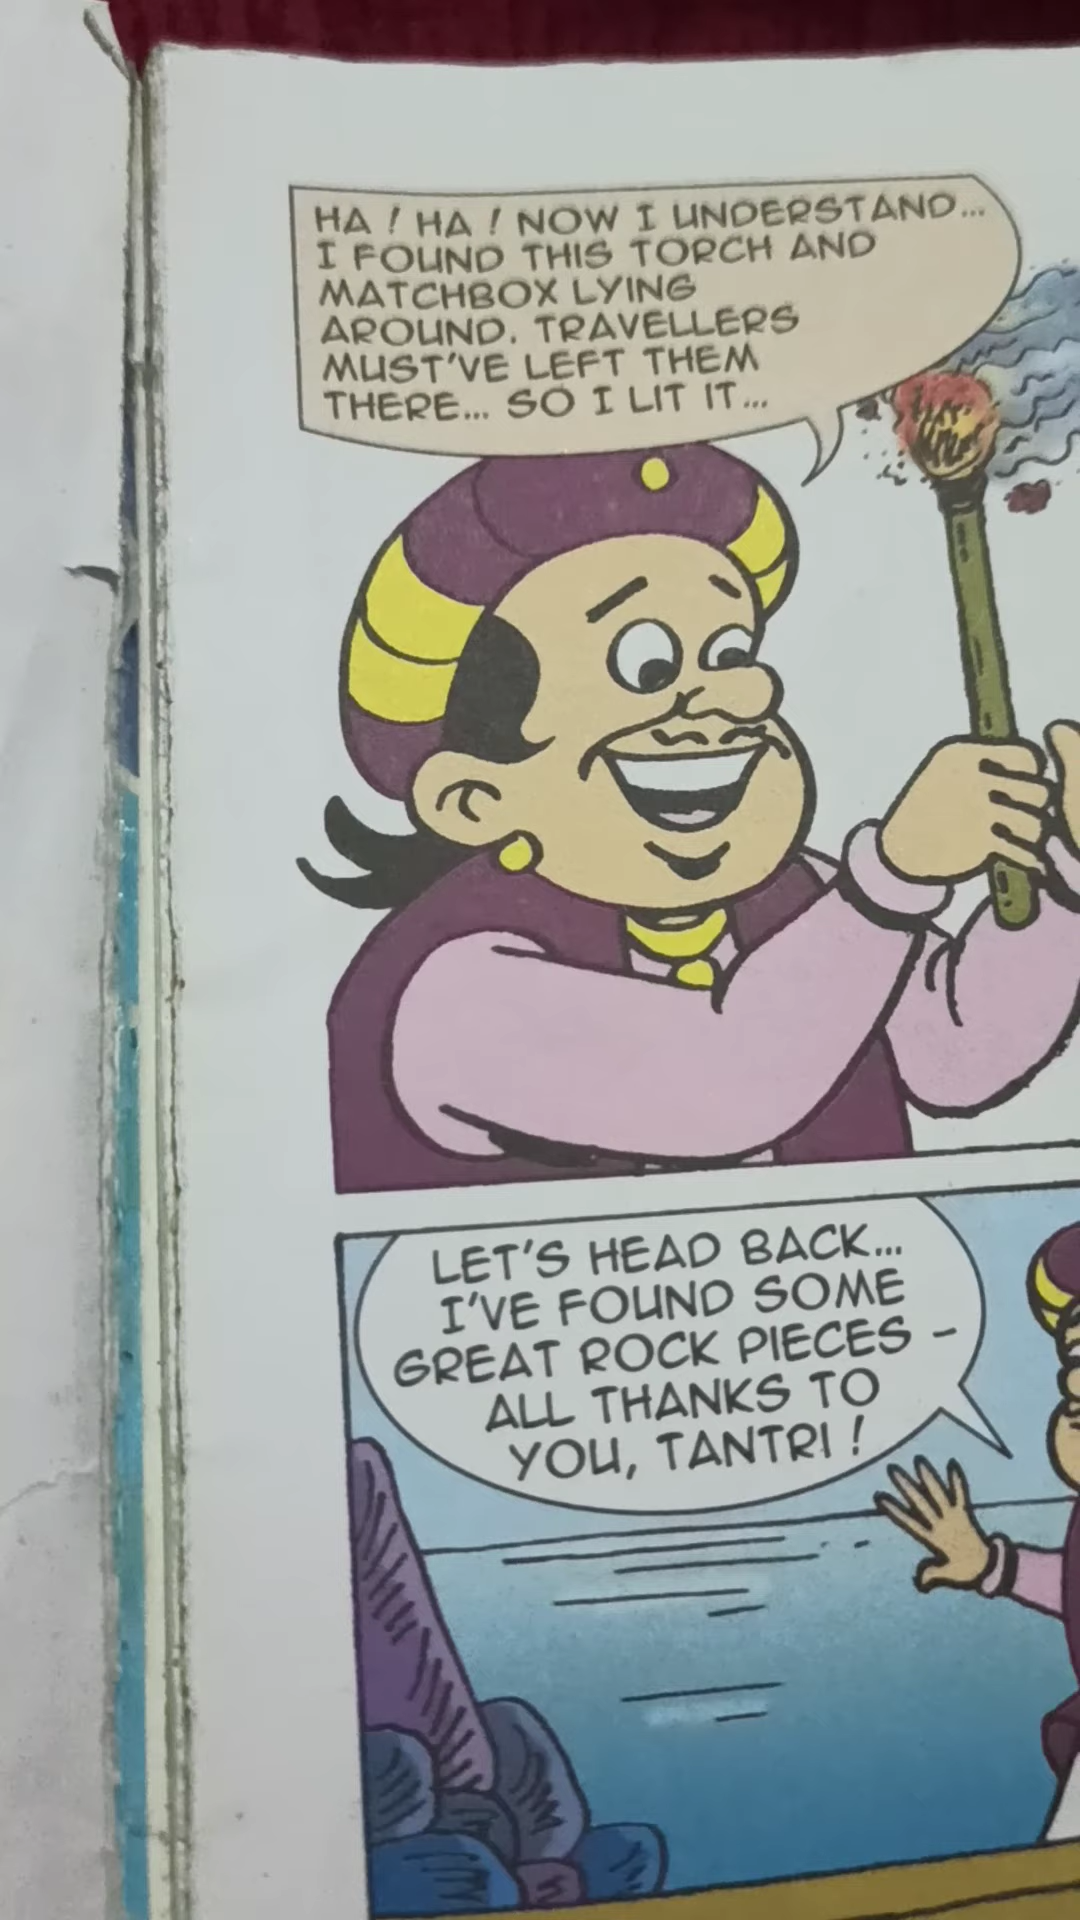 HA! HA! NOW I UNDERSTAND...
I FOUND THIS TORCH AND
MATCHBOX LYING
AROUND. TRAVELLERS
MUST'VE LEFT THEM
THERE... SO I LIT IT...
LET'S HEAD BACK...
I'VE FOUND SOME
GREAT ROCK PIECES -
ALL THANKS TO
YOU, TANTRI!